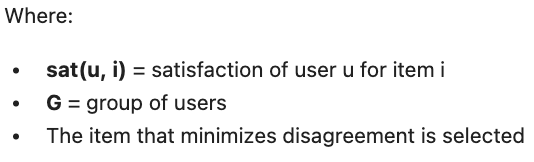 Where:
• sat(u, i) = satisfaction of user u for item i
• G = group of users
• The item that minimizes disagreement is selected